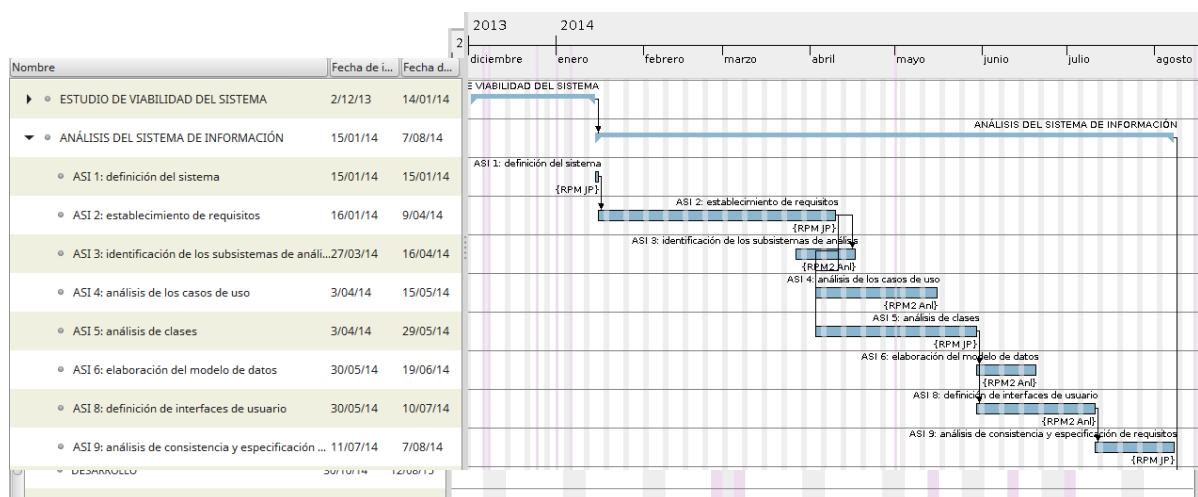 2013 2014
2
diciembre enero febrero marzo abril mayo junio julio agosto
Nombre Fecha de i... Fecha d...
E VIABILIDAD DEL SISTEMA
ESTUDIO DE VIABILIDAD DEL SISTEMA 2/12/13 14/01/14
ANÁLISIS DEL SISTEMA DE INFORMACIÓN
ANÁLISIS DEL SISTEMA DE INFORMACIÓN 15/01/14 7/08/14
ASI 1: definición del sistema
ASI 1: definición del sistema 15/01/14 15/01/14
{RPM JP}
ASI 2: establecimiento de requisitos
ASI 2: establecimiento de requisitos 16/01/14 9/04/14
{RPM JP}
ASI 3: identificación de los subsistemas de análisis
ASI 3: identificación de los subsistemas de análi...27/03/14 16/04/14
{RPM2 Anl}
ASI 4: análisis de los casos de uso
ASI 4: análisis de los casos de uso 3/04/14 15/05/14
{RPM2 Anl}
ASI 5: análisis de clases
ASI 5: análisis de clases 3/04/14 29/05/14
{RPM JP}
ASI 6: elaboración del modelo de datos
ASI 6: elaboración del modelo de datos 30/05/14 19/06/14
{RPM2 Anl}
ASI 8: definición de interfaces de usuario
ASI 8: definición de interfaces de usuario 30/05/14 10/07/14
{RPM2 Anl}
ASI 9: análisis de consistencia y especificación de requisitos
ASI 9: análisis de consistencia y especificación ... 11/07/14 7/08/14
{RPM JP}
DESARROLLO 30/10/14 12/08/15